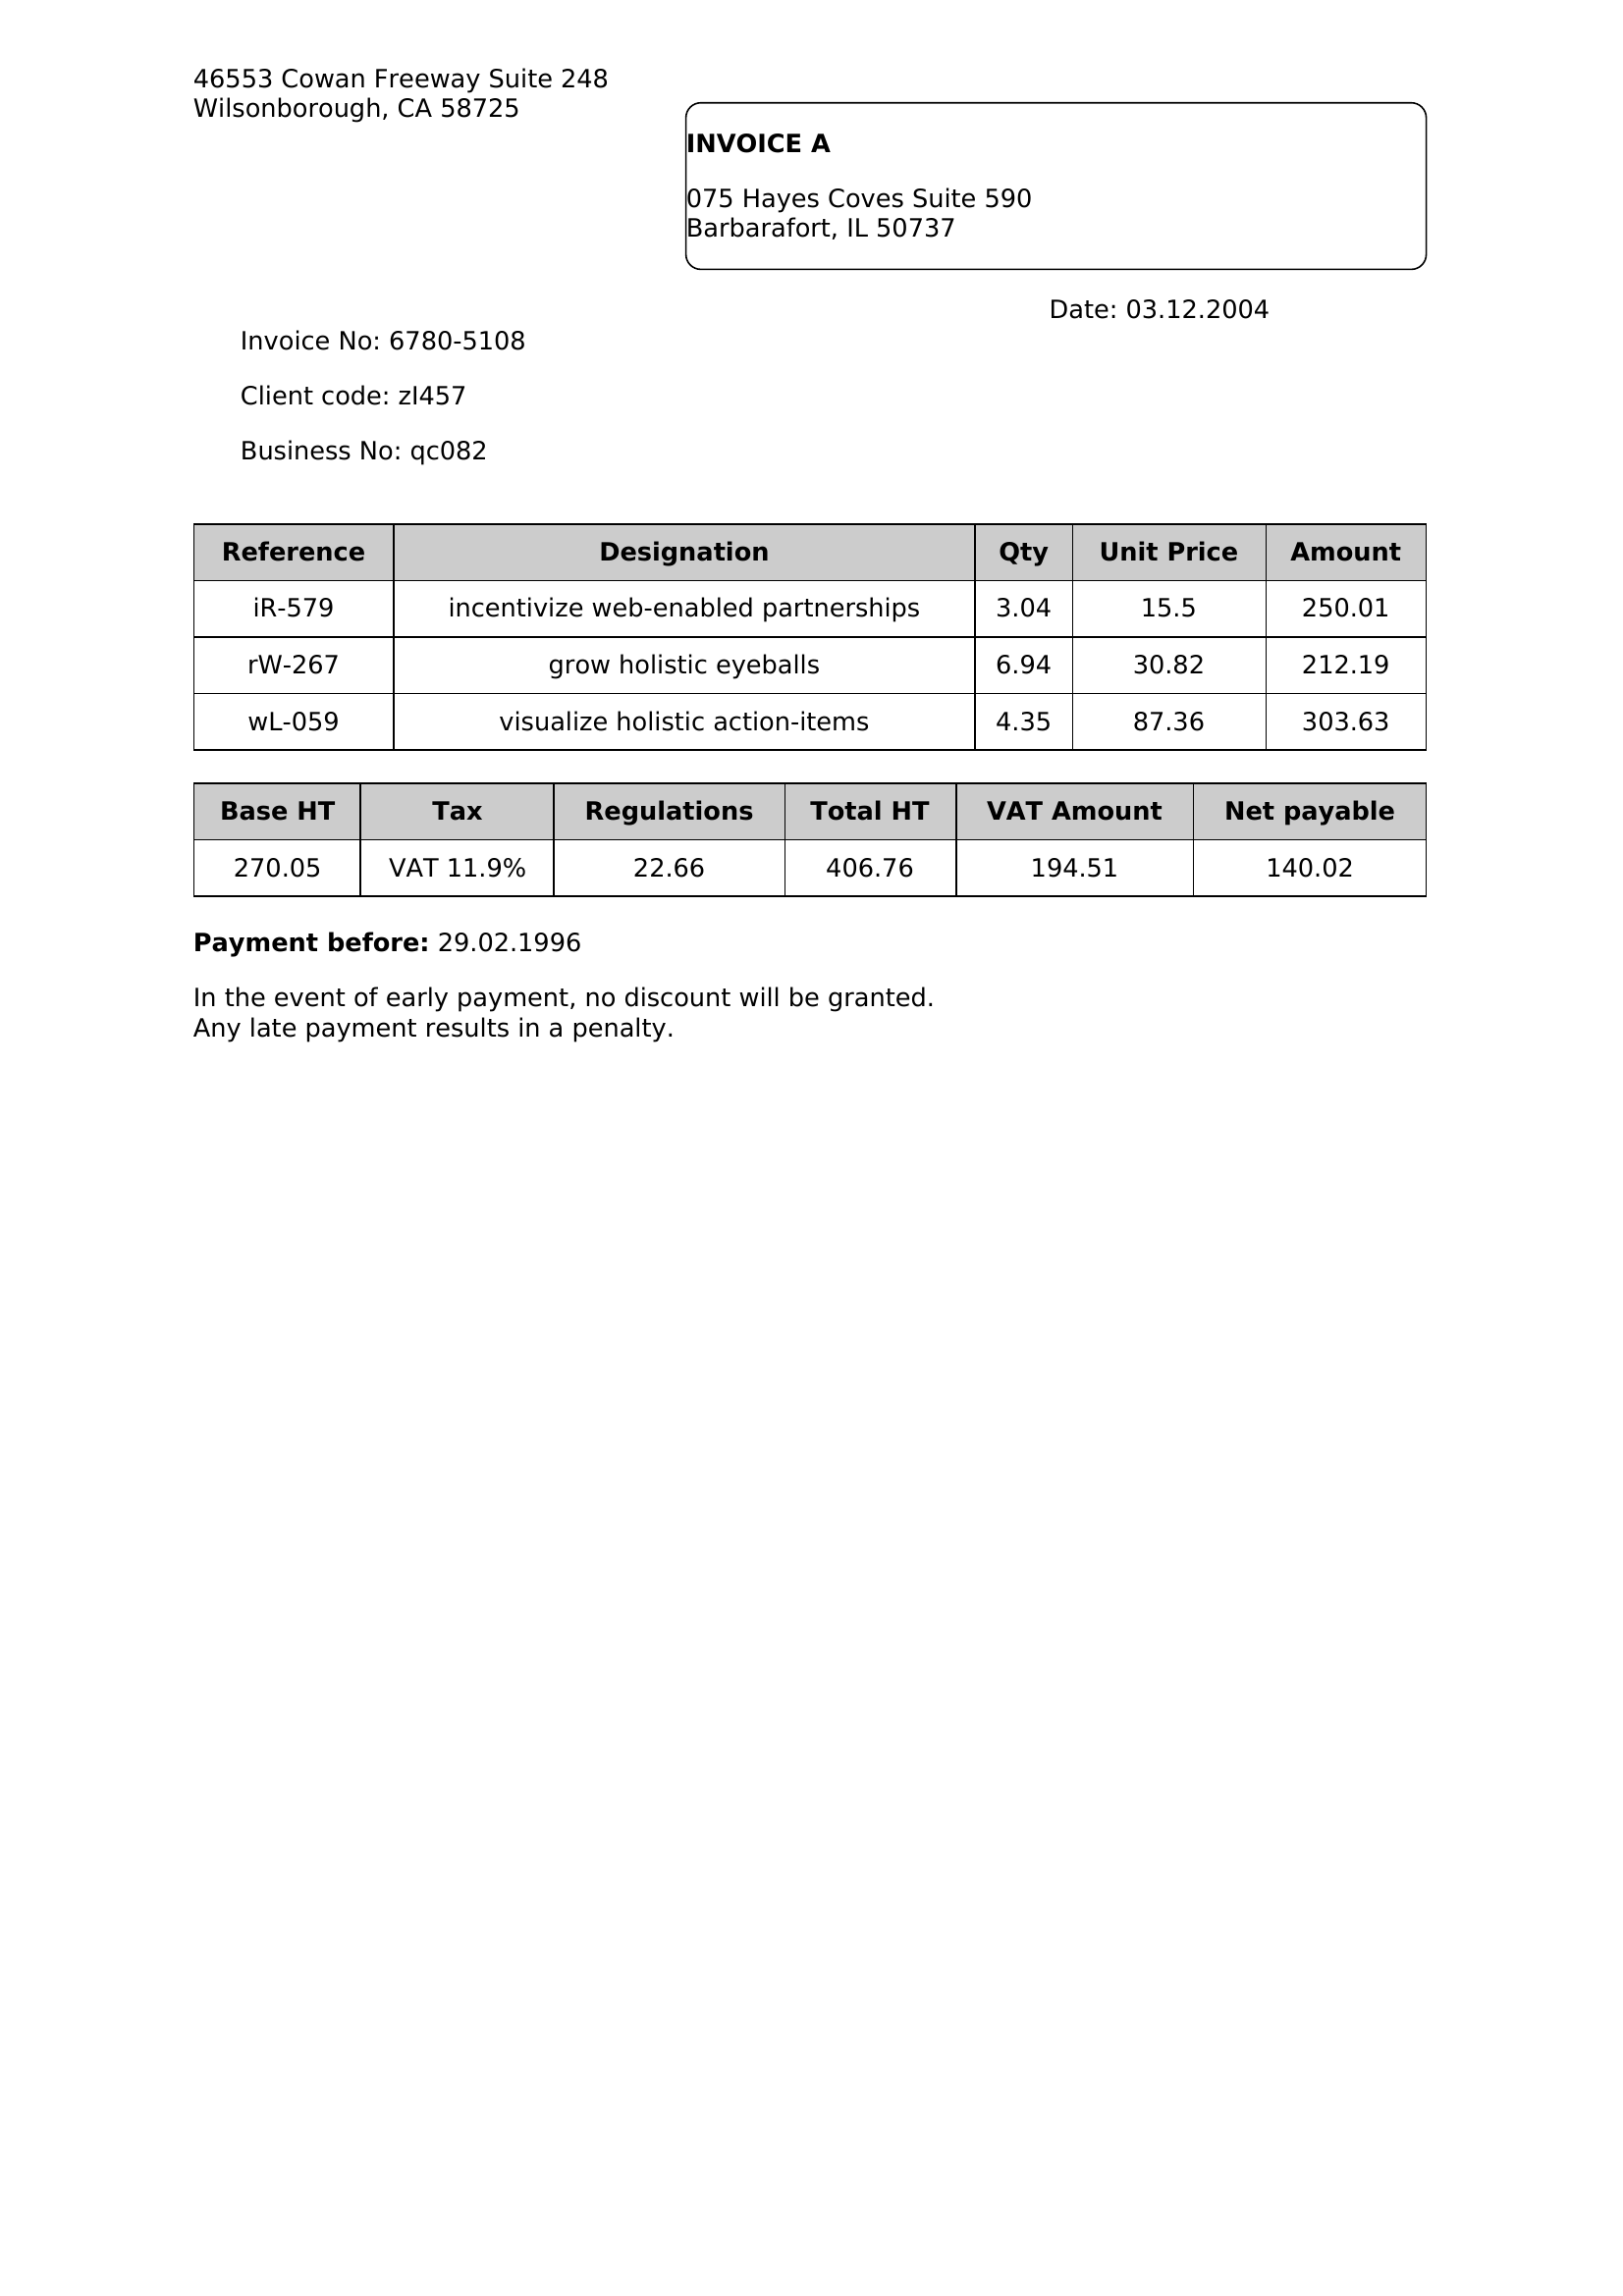 46553 Cowan Freeway Suite 248
Wilsonborough, CA 58725
INVOICE A
075 Hayes Coves Suite 590
Barbarafort, IL 50737
Date: 03.12.2004
Invoice No: 6780-5108
Client code: zI457
Business No: qc082
Reference Designation Qty Unit Price Amount
iR-579 incentivize web-enabled partnerships 3.04 15.5 250.01
rW-267 grow holistic eyeballs 6.94 30.82 212.19
wL-059 visualize holistic action-items 4.35 87.36 303.63
Base HT Tax Regulations Total HT VAT Amount Net payable
270.05 VAT 11.9% 22.66 406.76 194.51 140.02
Payment before: 29.02.1996
In the event of early payment, no discount will be granted.
Any late payment results in a penalty.